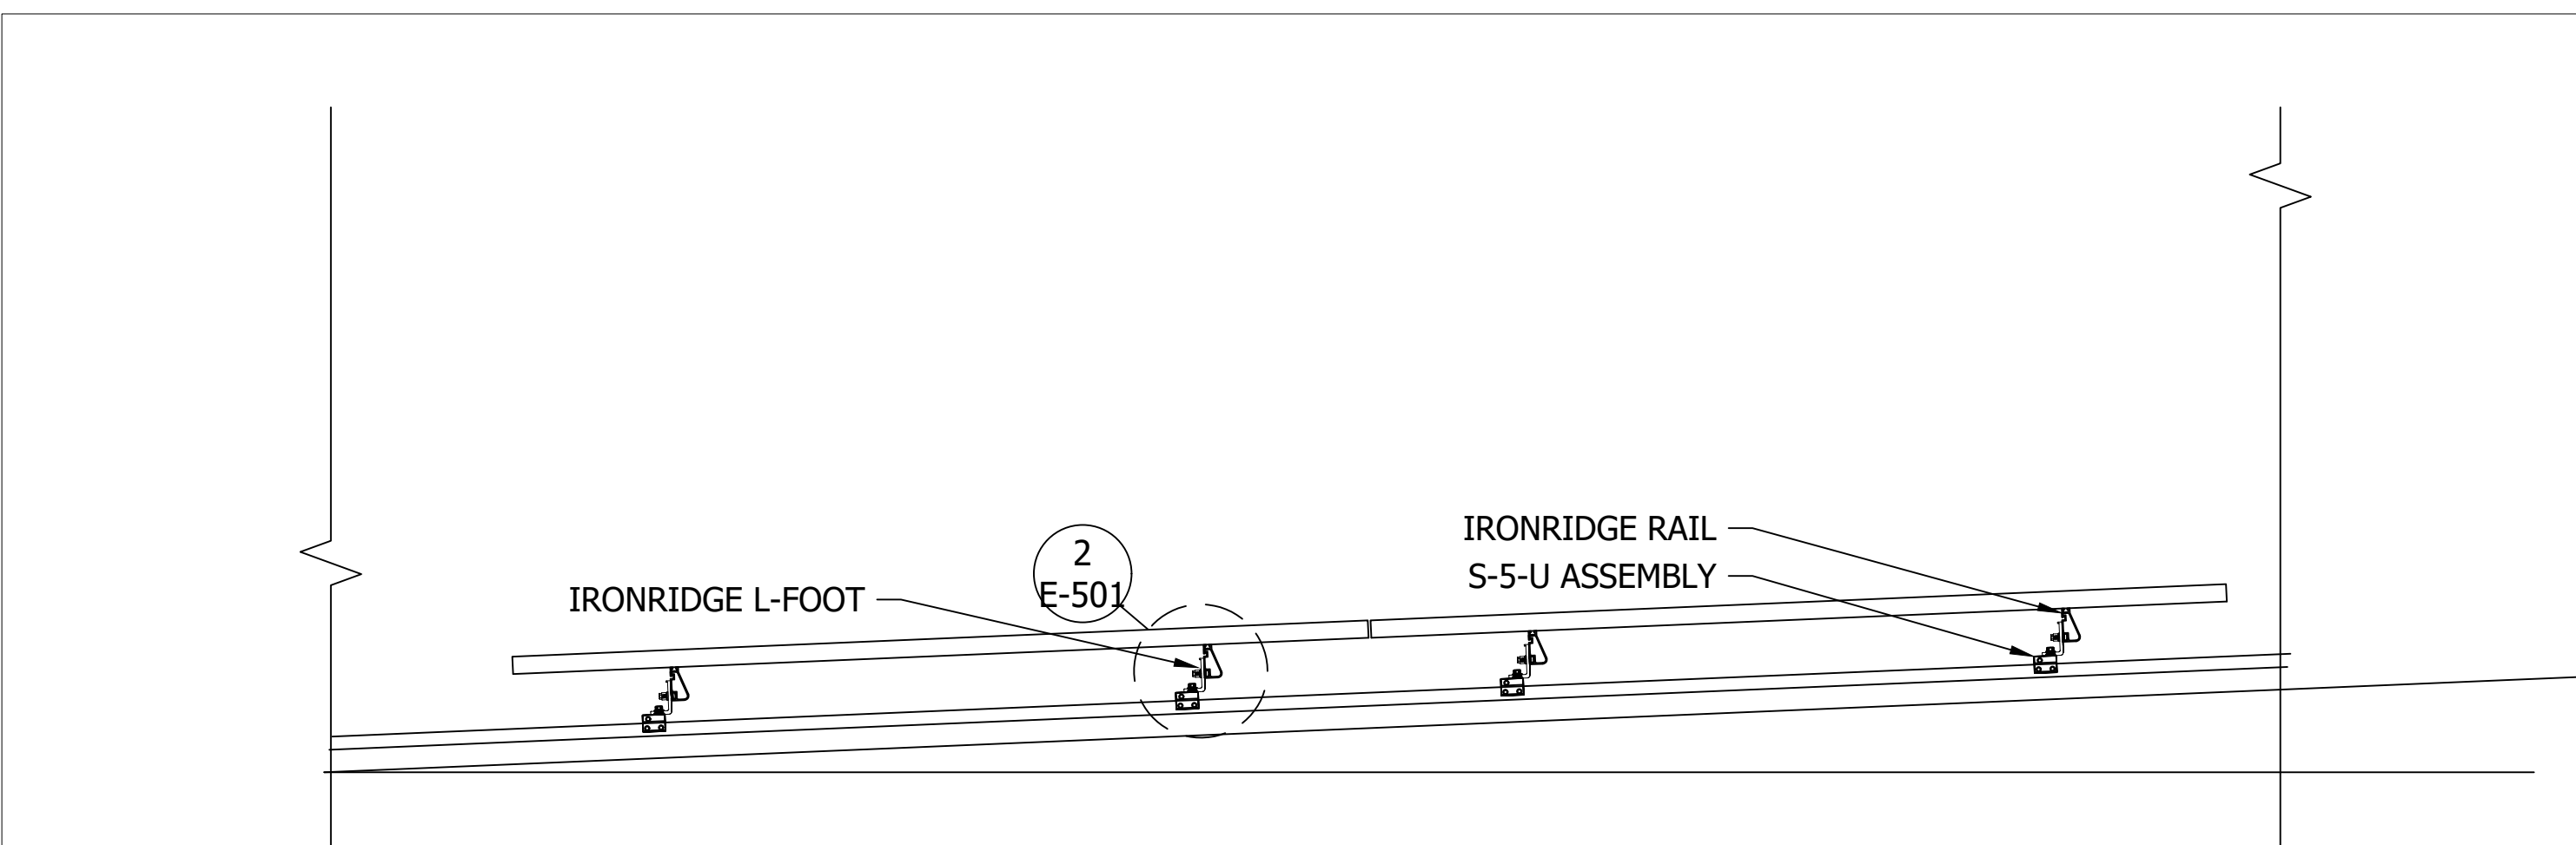 IRONRIDGE RAIL
S-5-U ASSEMBLY
2
E-501
IRONRIDGE L-FOOT